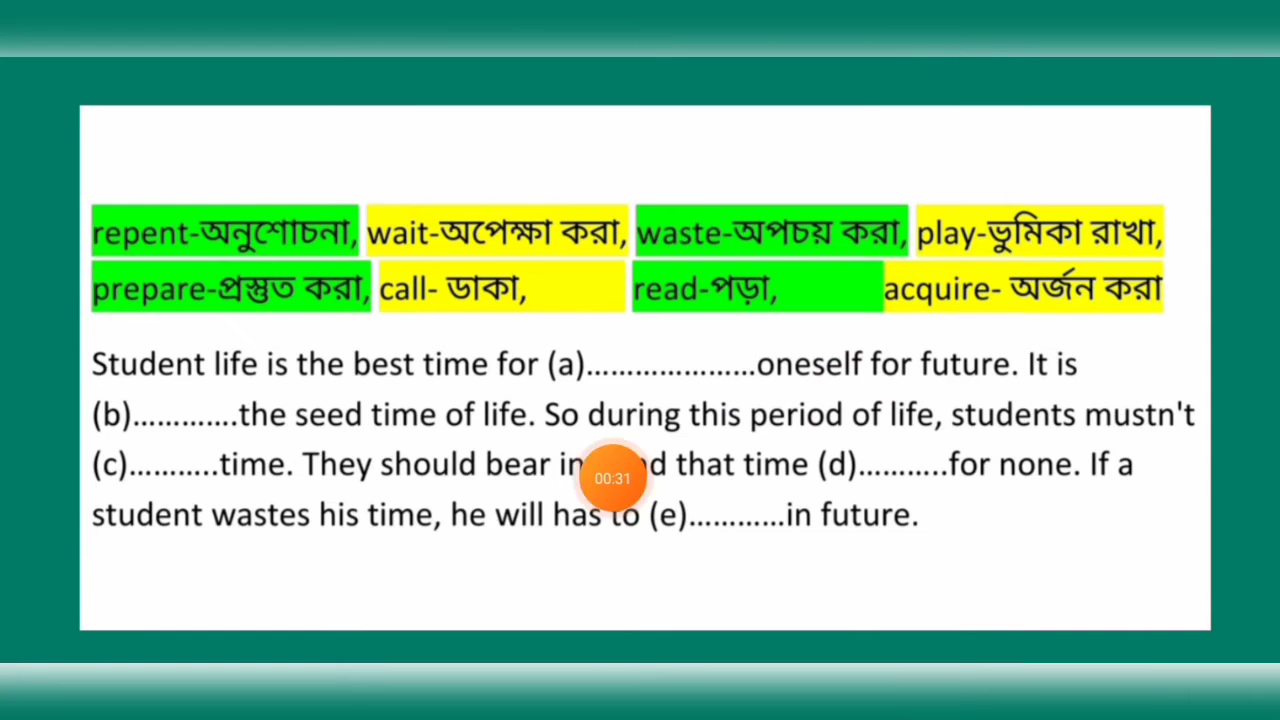 repent-অনুশোচনা, wait-অপেক্ষা করা, waste-অপচয় করা, play-ভুমিকা রাখা,
prepare-প্রস্তুত করা, call- ডাকা, read-পড়া, acquire- অর্জন করা
Student life is the best time for (a).....................oneself for future. It is
(b).............the seed time of life. So during this period of life, students mustn't
(c)...........time. They should bear in that time (d)...........for none. If a
student wastes his time, he will has to (e)............in future.
00:31